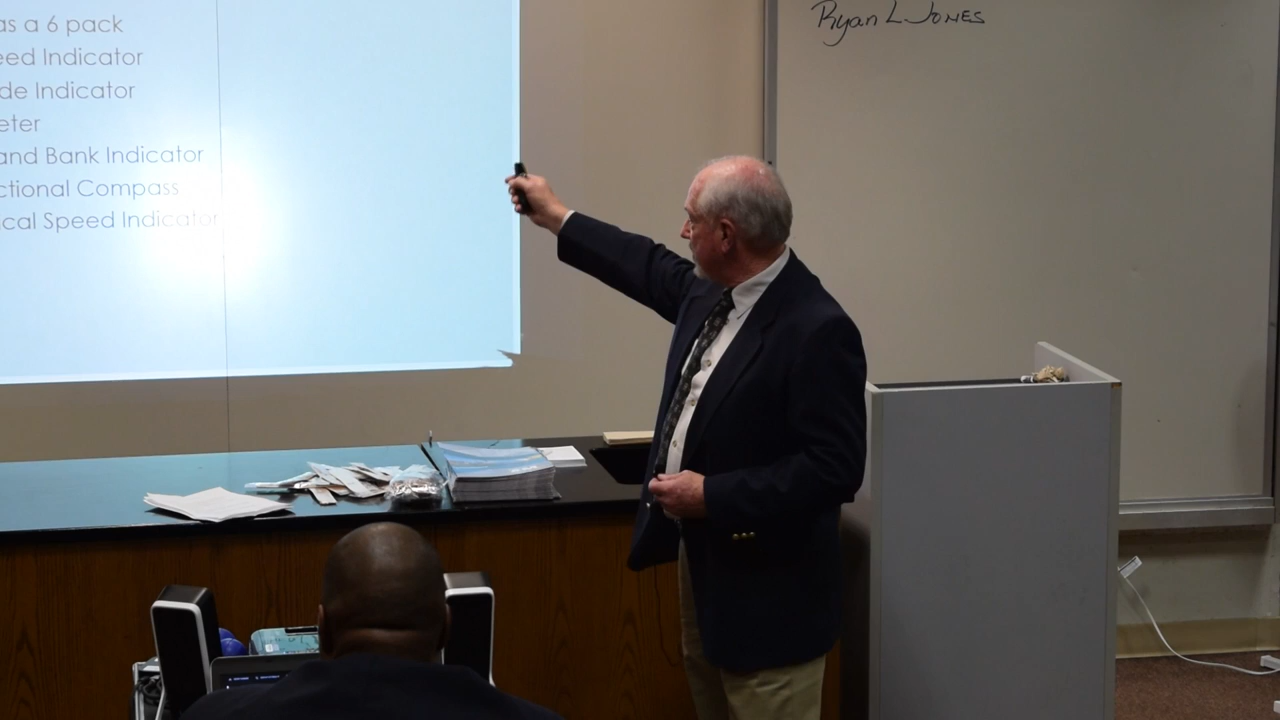 as a 6 pack
eed Indicator
de Indicator
eter
and Bank Indicator
ctional Compass
ical Speed Indicator
Ryan L Jones